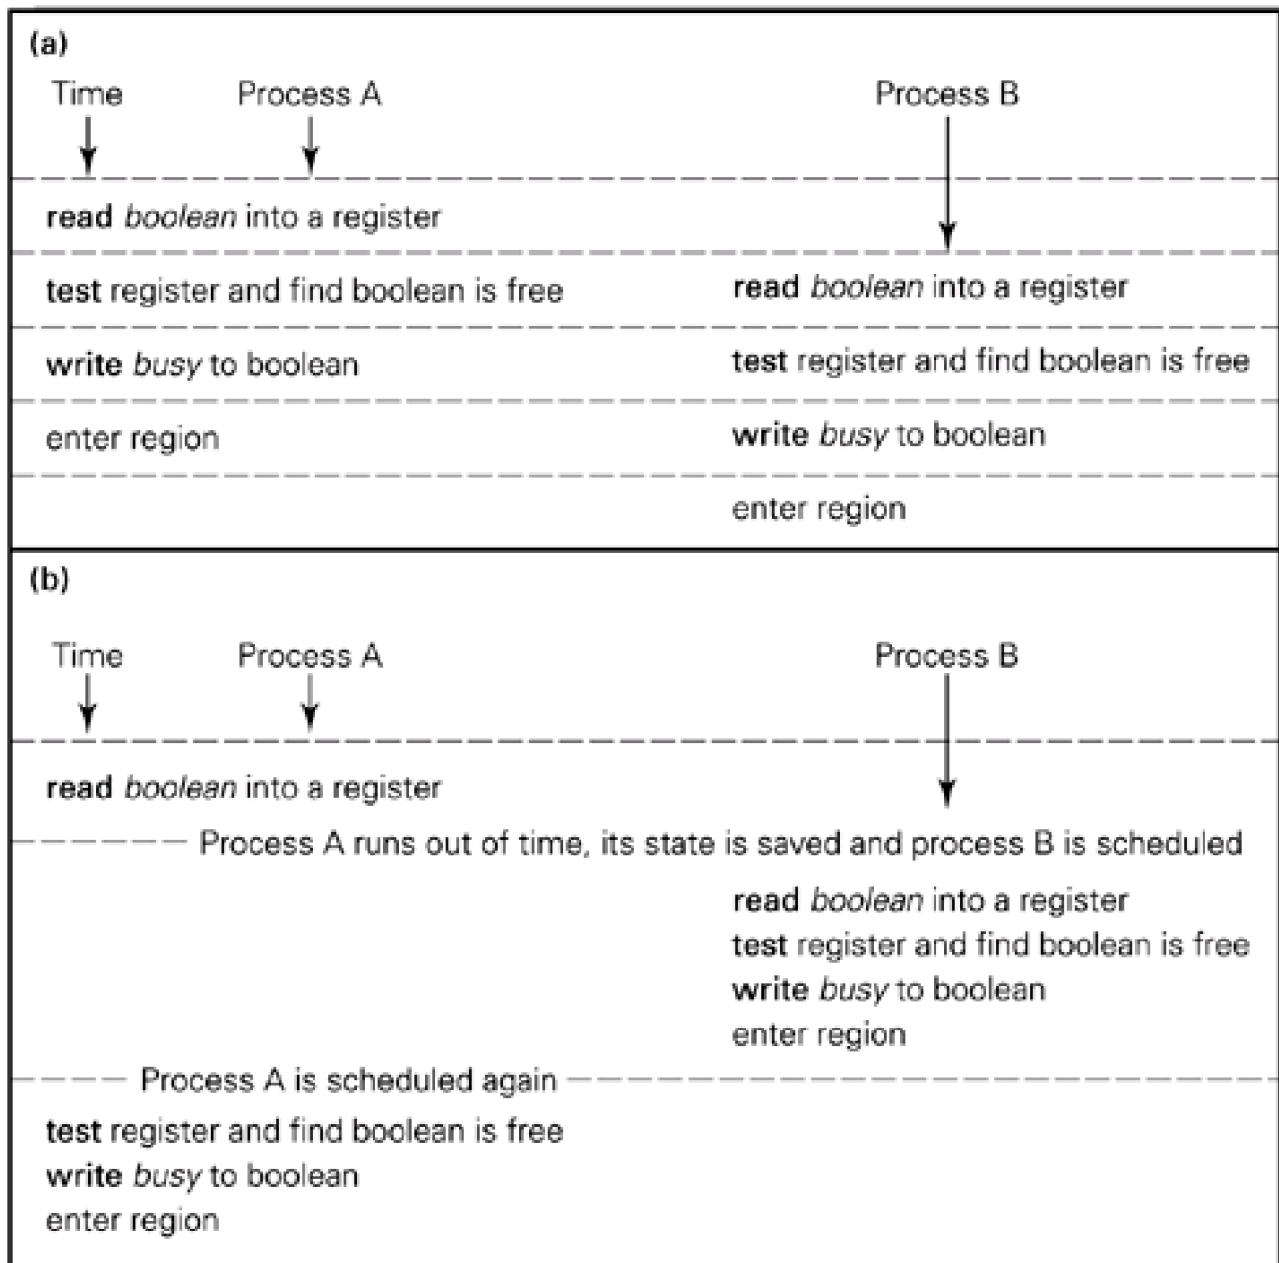 (a)
Time Process A Process B
read boolean into a register
test register and find boolean is free read boolean into a register
write busy to boolean test register and find boolean is free
enter region write busy to boolean
enter region
(b)
Time Process A Process B
read boolean into a register
Process A runs out of time, its state is saved and process B is scheduled
read boolean into a register
test register and find boolean is free
write busy to boolean
enter region
Process A is scheduled again
test register and find boolean is free
write busy to boolean
enter region